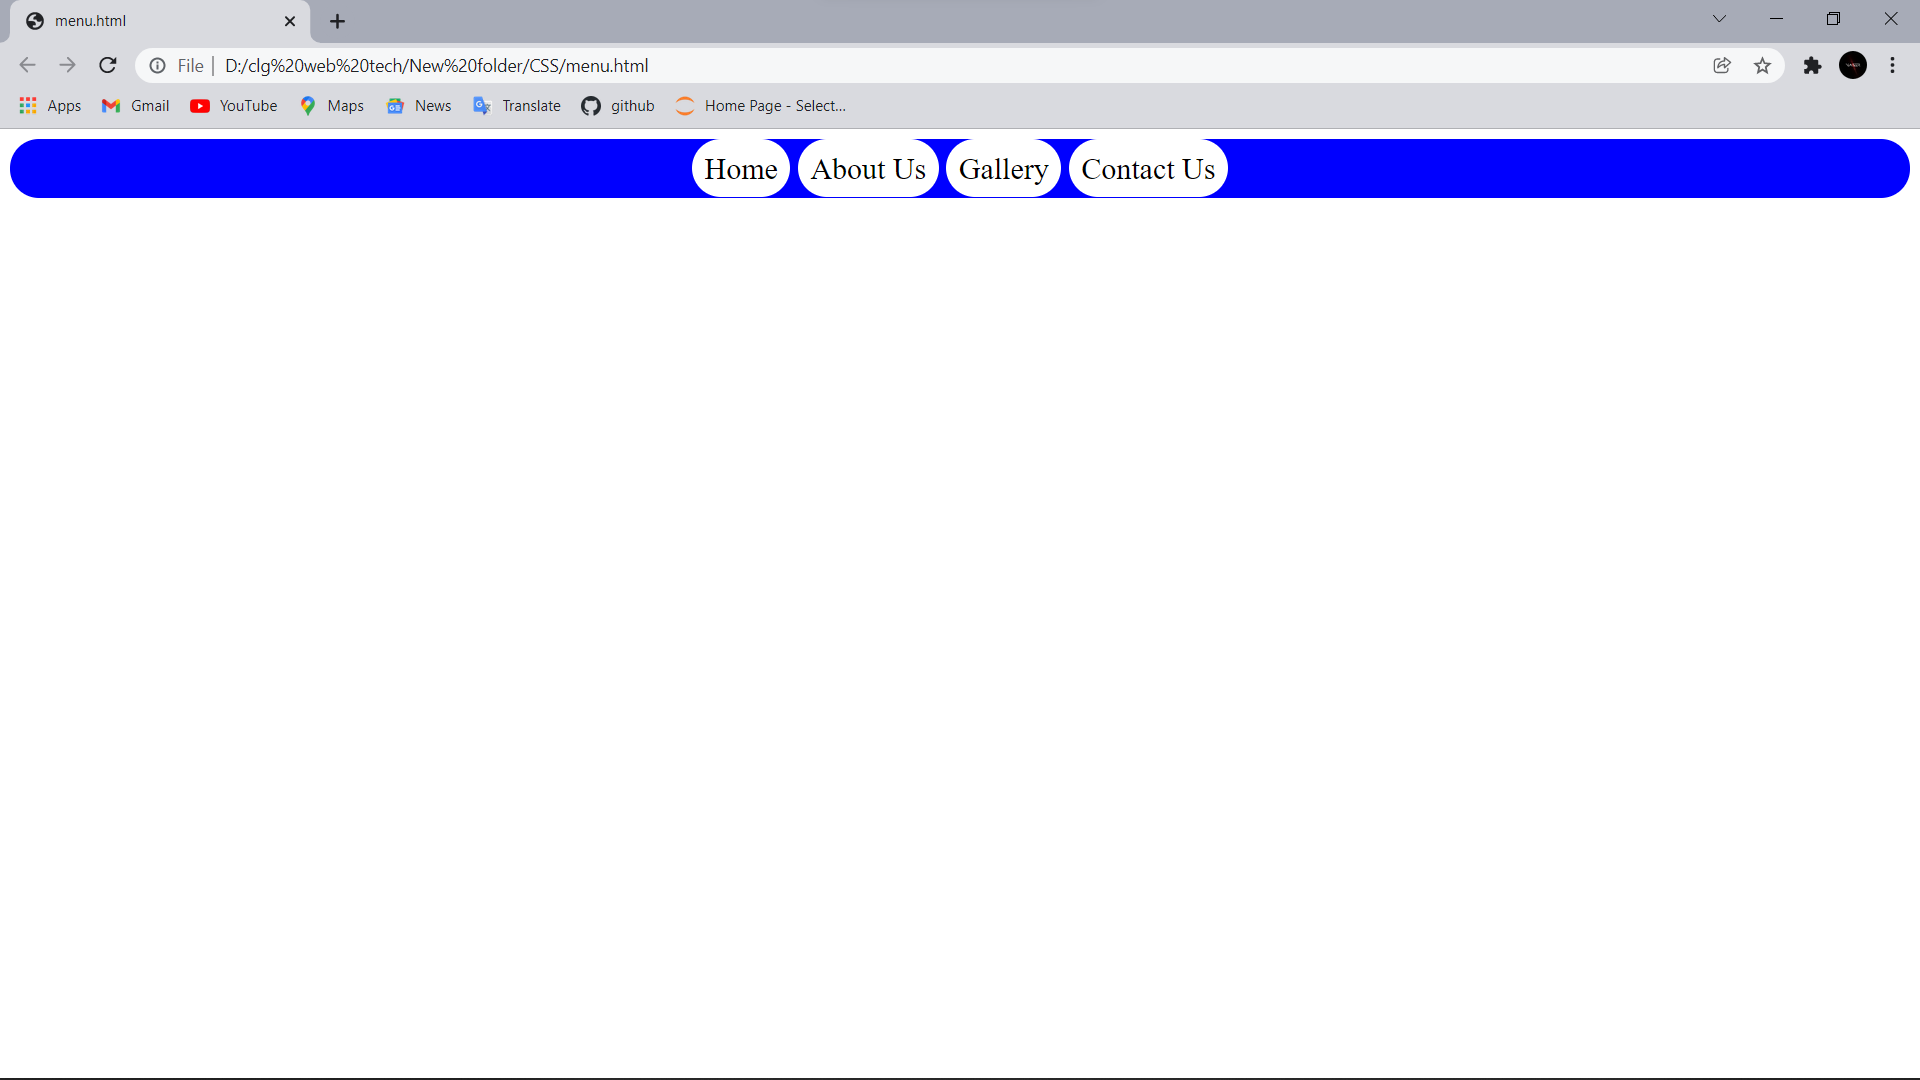 menu.html
File | D:/clg%20web%20tech/New%20folder/CSS/menu.html
Apps Gmail YouTube Maps News Translate github Home Page - Select...
Home About Us Gallery Contact Us